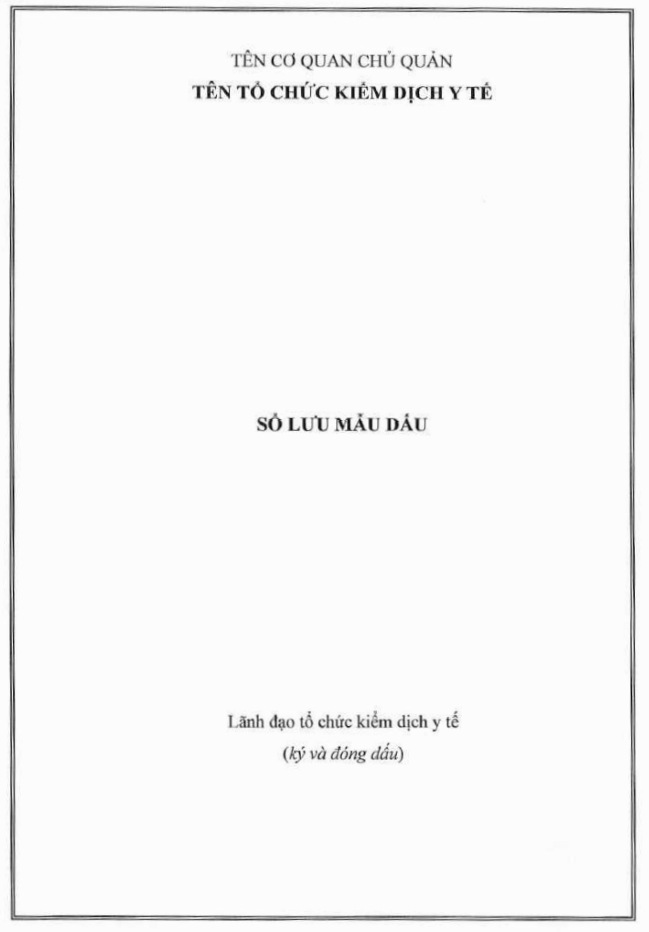 TÊN CƠ QUAN CHỦ QUẢN
TÊN TỔ CHỨC KIỂM DỊCH Y TẾ
SỔ LƯU MẪU DẤU
Lãnh đạo tổ chức kiểm dịch y tế
(ký và đóng dấu)